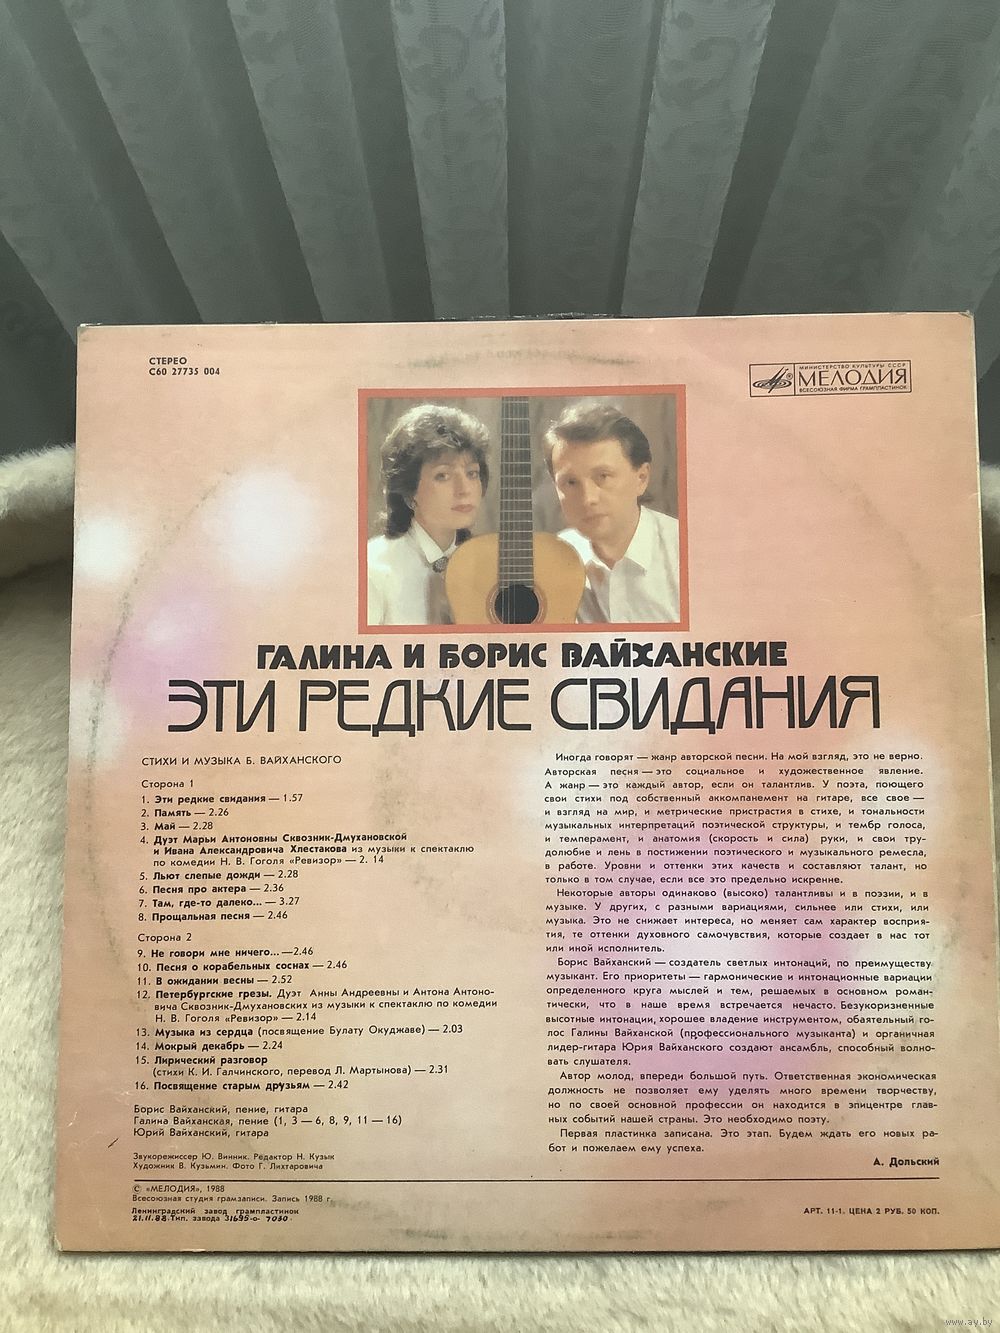 СТЕРЕО
С60 27735 004
МИНИСТЕРСТВО КУЛЬТУРЫ СССР
МЕЛОДИЯ
ВСЕСОЮЗНАЯ ФИРМА ГРАМПЛАСТИНОК
ГАЛИНА И БОРИС ВАЙХАНСКИЕ
ЭТИ РЕДКИЕ СВИДАНИЯ
СТИХИ И МУЗЫКА Б. ВАЙХАНСКОГО
Сторона 1
1. Эти редкие свидания — 1.57
2. Память — 2.26
3. Май — 2.28
4. Дуэт Марьи Антоновны Сквозник-Дмухановской
и Ивана Александровича Хлестакова из музыки к спектаклю
по комедии Н. В. Гоголя «Ревизор» — 2. 14
5. Льют слепые дожди — 2.28
6. Песня про актера — 2.36
7. Там, где-то далеко... — 3.27
8. Прощальная песня — 2.46
Сторона 2
9. Не говори мне ничего... —2.46
10. Песня о корабельных соснах — 2.46
11. В ожидании весны — 2.52
12. Петербургские грезы. Дуэт Анны Андреевны и Антона Антоно-
вича Сквозник-Дмухановских из музыки к спектаклю по комедии
Н. В. Гоголя «Ревизор» — 2.14
13. Музыка из сердца (посвящение Булату Окуджаве) — 2.03
14. Мокрый декабрь — 2.24
15. Лирический разговор
(стихи К. И. Галчинского, перевод Л. Мартынова) — 2.31
16. Посвящение старым друзьям — 2.42
Борис Вайханский, пение, гитара
Галина Вайханская, пение (1, 3 — 6, 8, 9, 11 — 16)
Юрий Вайханский, гитара
Звукорежиссер Ю. Винник. Редактор Н. Кузык
Художник В. Кузьмин. Фото Г. Лихтаровича
Иногда говорят — жанр авторской песни. На мой взгляд, это не верно.
Авторская песня — это социальное и художественное явление.
А жанр — это каждый автор, если он талантлив. У поэта, поющего
свои стихи под собственный аккомпанемент на гитаре, все свое —
и взгляд на мир, и метрические пристрастия в стихе, и тональности
музыкальных интерпретаций поэтической структуры, и тембр голоса,
и темперамент, и анатомия (скорость и сила) руки, и свои тру-
долюбие и лень в постижении поэтического и музыкального ремесла,
в работе. Уровни и оттенки этих качеств и составляют талант, но
только в том случае, если все это предельно искренне.
Некоторые авторы одинаково (высоко) талантливы и в поэзии, и в
музыке. У других, с разными вариациями, сильнее или стихи, или
музыка. Это не снижает интереса, но меняет сам характер восприя-
тия, те оттенки духовного самочувствия, которые создает в нас тот
или иной исполнитель.
Борис Вайханский — создатель светлых интонаций, по преимуществу
музыкант. Его приоритеты — гармонические и интонационные вариации
определенного круга мыслей и тем, решаемых в основном роман-
тически, что в наше время встречается нечасто. Безукоризненные
высотные интонации, хорошее владение инструментом, обаятельный го-
лос Галины Вайханской (профессионального музыканта) и органичная
лидер-гитара Юрия Вайханского создают ансамбль, способный волно-
вать слушателя.
Автор молод, впереди большой путь. Ответственная экономическая
должность не позволяет ему уделять много времени творчеству,
но по своей основной профессии он находится в эпицентре глав-
ных событий нашей страны. Это необходимо поэту.
Первая пластинка записана. Это этап. Будем ждать его новых ра-
бот и пожелаем ему успеха.
А. Дольский
© «МЕЛОДИЯ», 1988
Всесоюзная студия грамзаписи. Запись 1988 г.
Ленинградский завод грампластинок
21.11.88. Тип. завода 31695-о- 7030.
АРТ. 11-1. ЦЕНА 2 РУБ. 50 КОП.
www.ay.by